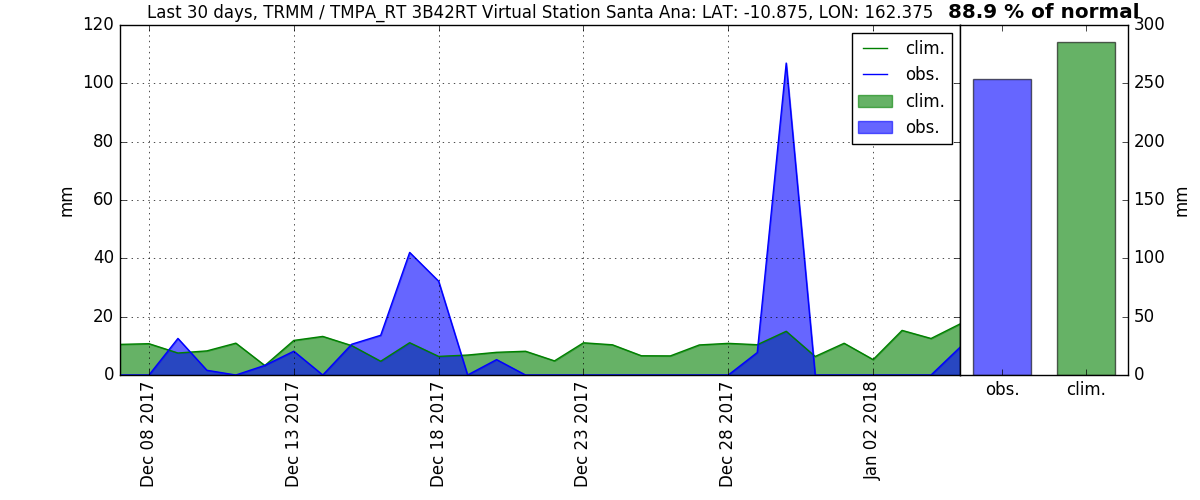 Last 30 days, TRMM / TMPA_RT 3B42RT Virtual Station Santa Ana: LAT: -10.875, LON: 162.375 88.9 % of normal
120
100
80
60
40
20
0
mm
clim.
obs.
clim.
obs.
Dec 08 2017
Dec 13 2017
Dec 18 2017
Dec 23 2017
Dec 28 2017
Jan 02 2018
300
250
200
150
100
50
0
mm
obs. clim.